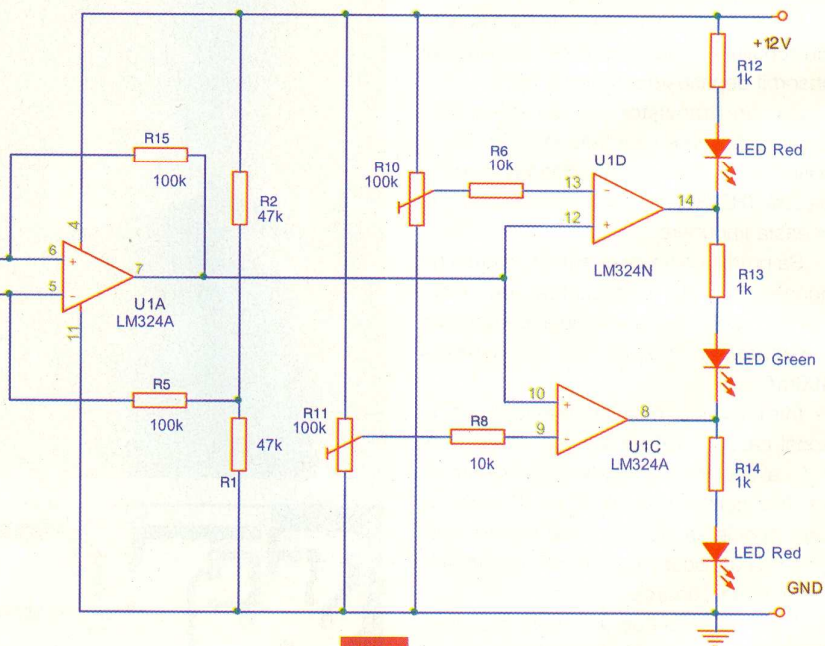 +12V
R12
1k
LED Red
R15
100k
R2
47k
R10
100k
R6
10k
U1D
13
-
12
+
14
LM324N
4
6
+
5
-
7
11
U1A
LM324A
R13
1k
LED Green
R5
100k
R11
100k
47k
R1
R8
10k
10
+
9
-
8
U1C
LM324A
R14
1k
LED Red
GND